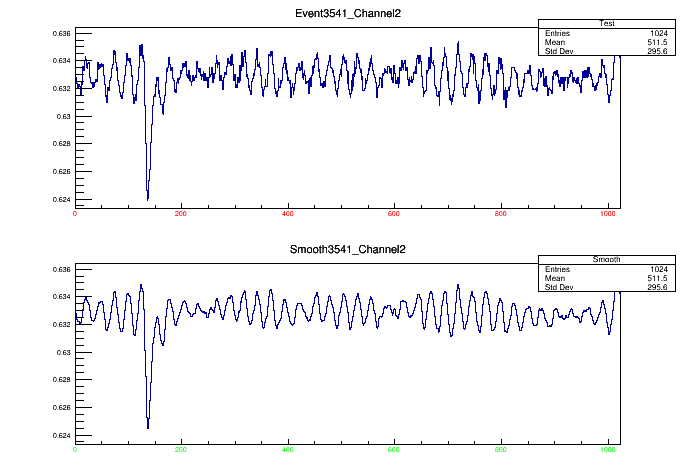 Event3541_Channel2
Test
Entries 1024
Mean 511.5
Std Dev 295.6
0.636
0.634
0.632
0.63
0.628
0.626
0.624
0 200 400 600 800 1000
Smooth3541_Channel2
Smooth
Entries 1024
Mean 511.5
Std Dev 295.6
0.636
0.634
0.632
0.63
0.628
0.626
0.624
0 200 400 600 800 1000